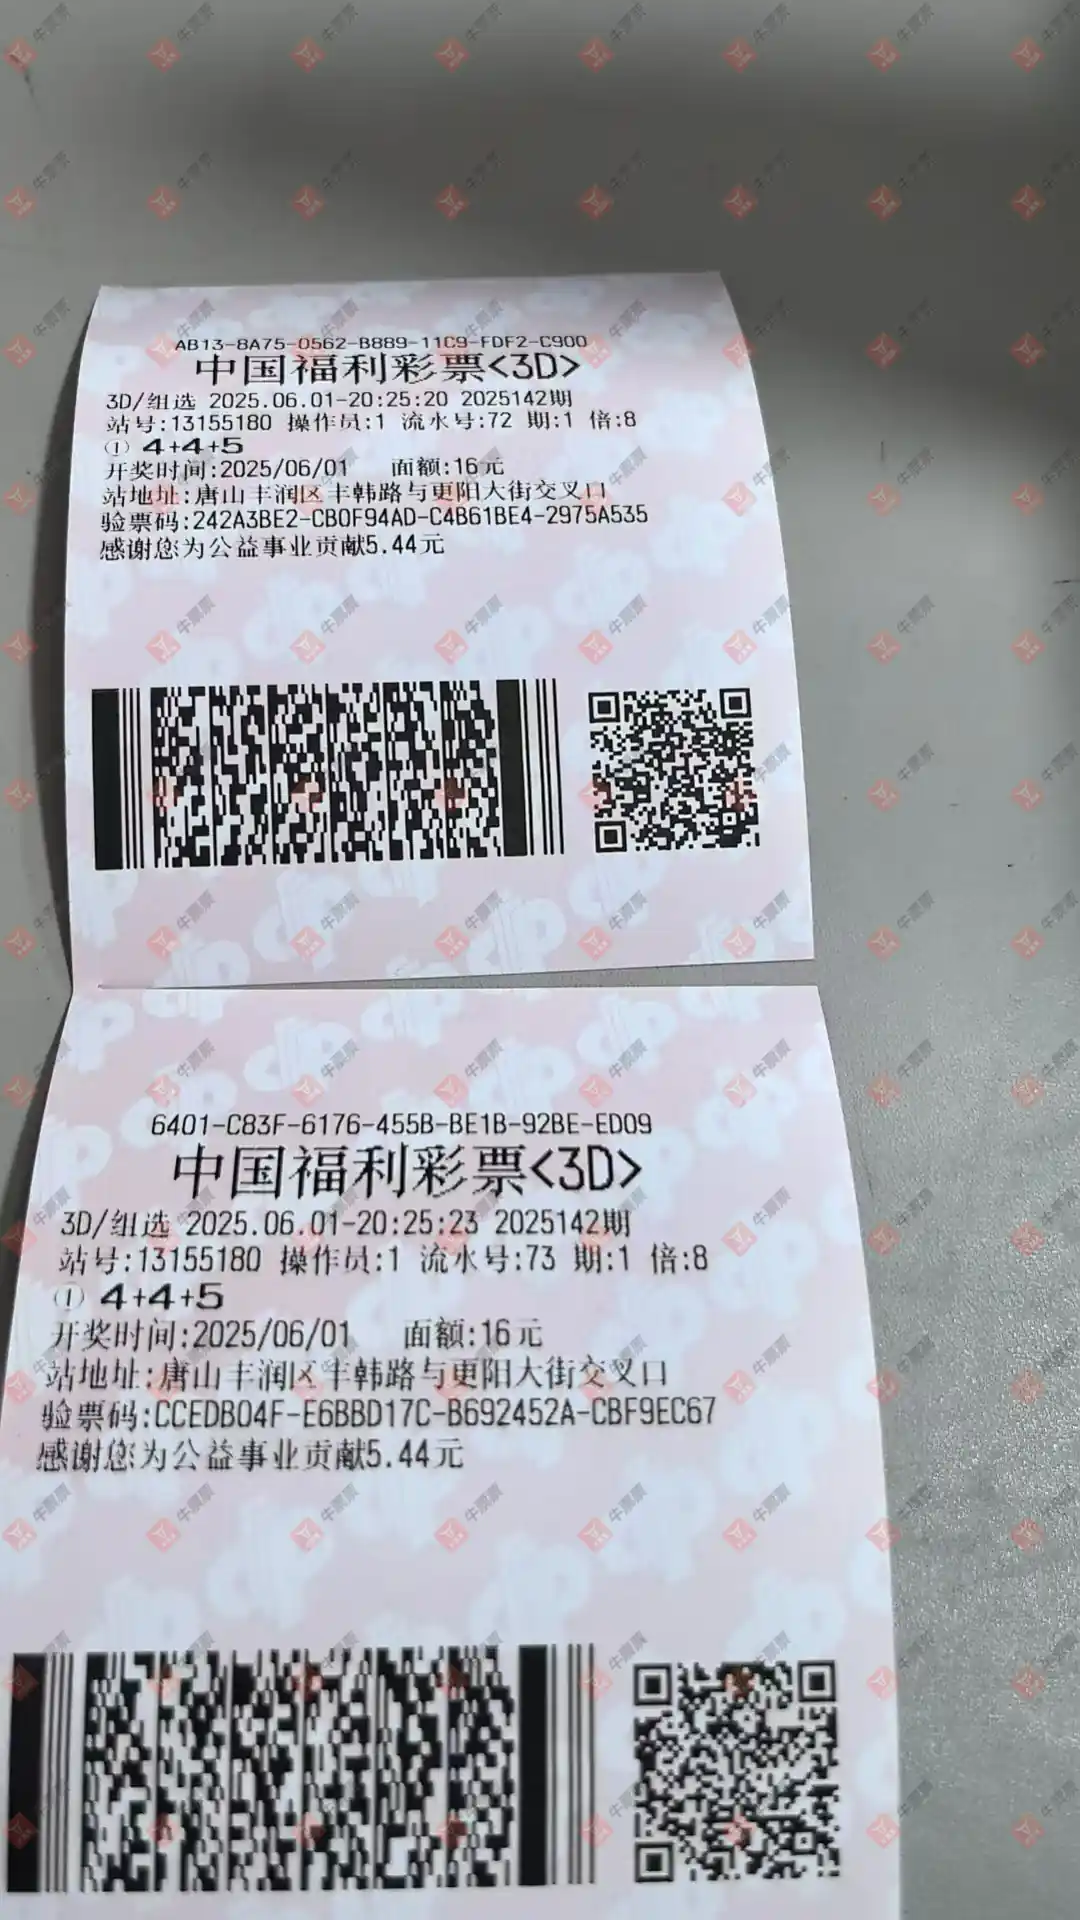 AB13-8A75-0562-B889-11C9-FDF2-C900
中国福利彩票<3D>
3D/组选 2025.06.01-20:25:20 2025142期
站号:13155180 操作员:1 流水号:72 期:1 倍:8
① 4+4+5
开奖时间:2025/06/01 面额:16元
站地址:唐山丰润区丰韩路与更阳大街交叉口
验票码:242A3BE2-CB0F94AD-C4B61BE4-2975A535
感谢您为公益事业贡献5.44元
6401-C83F-6176-455B-BE1B-92BE-ED09
中国福利彩票<3D>
3D/组选 2025.06.01-20:25:23 2025142期
站号:13155180 操作员:1 流水号:73 期:1 倍:8
① 4+4+5
开奖时间:2025/06/01 面额:16元
站地址:唐山丰润区丰韩路与更阳大街交叉口
验票码:CCEDB04F-E6BBD17C-B692452A-CBF9EC67
感谢您为公益事业贡献5.44元
牛票票